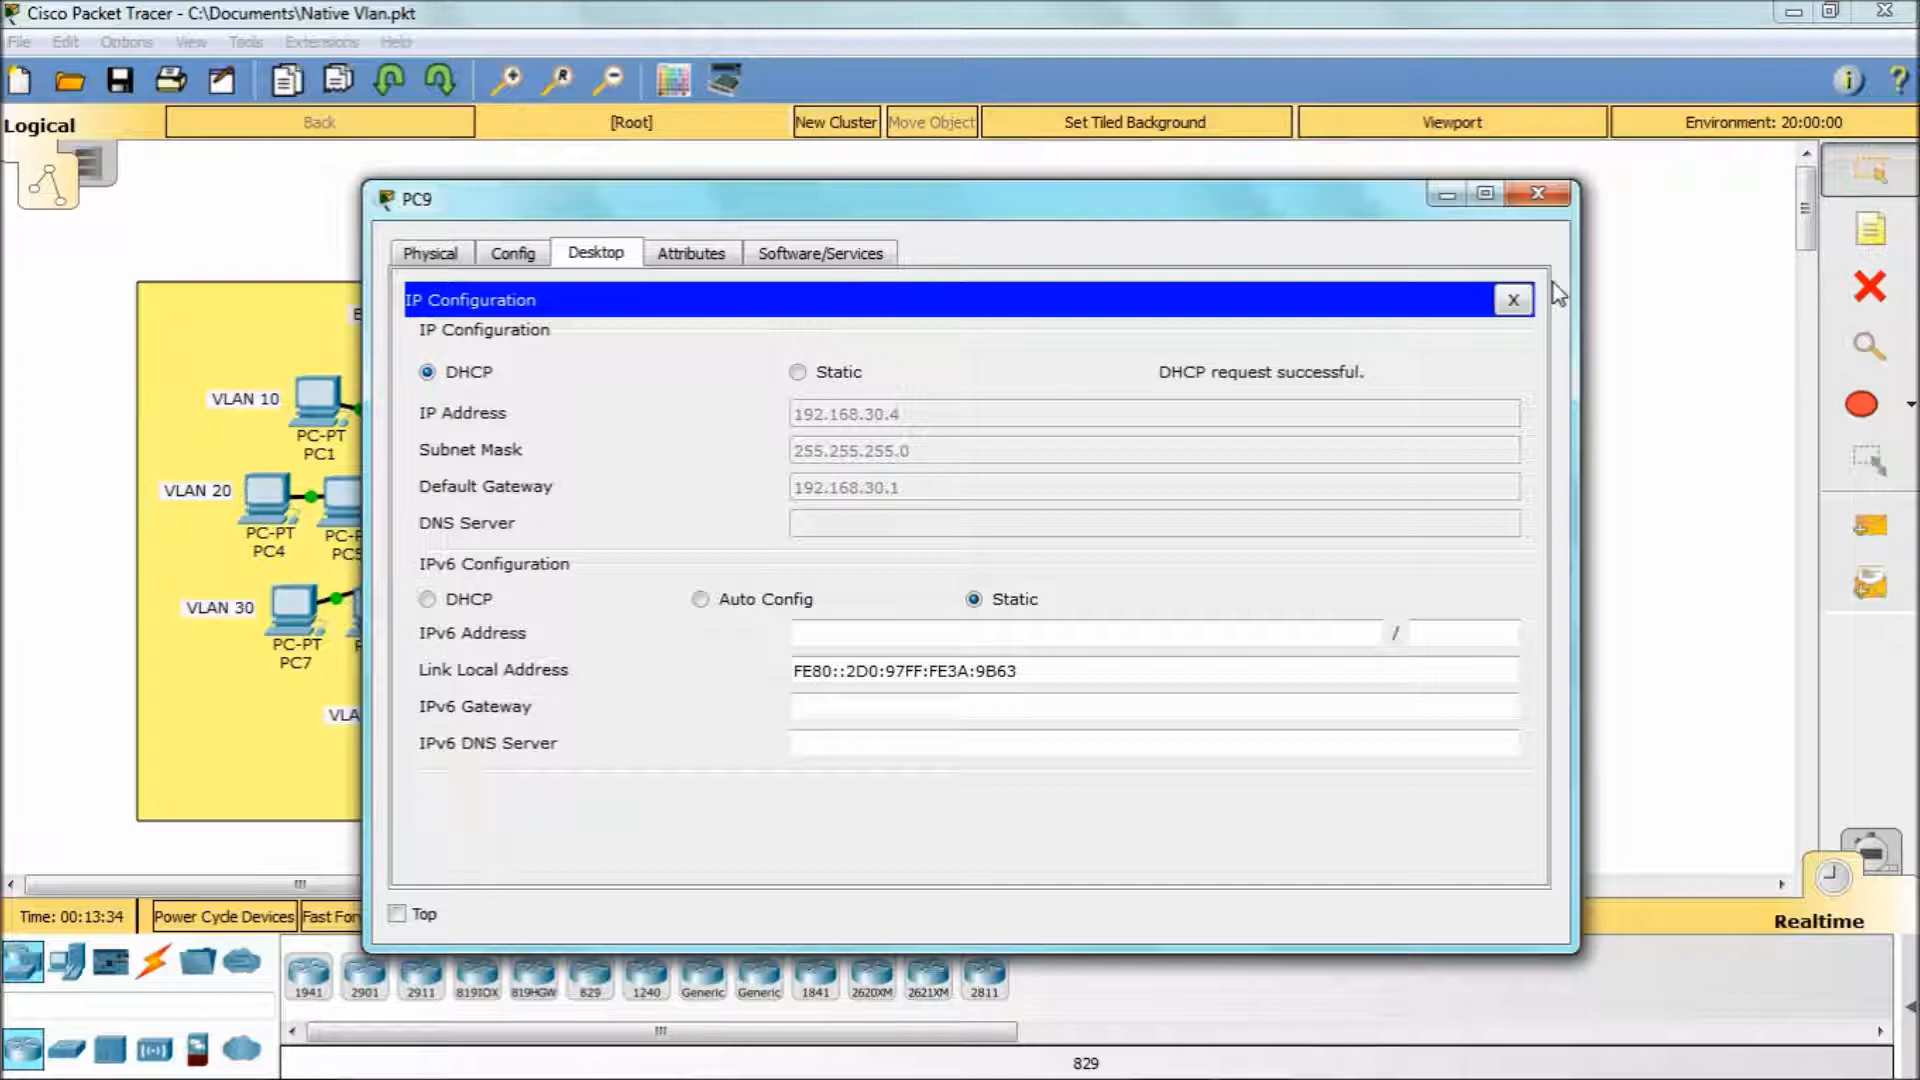 Cisco Packet Tracer - C:\Documents\Native Vlan.pkt
File Edit Options View Tools Extensions Help
Logical
Back
[Root]
New Cluster
Move Object
Set Tiled Background
Viewport
Environment: 20:00:00
PC9
Physical
Config
Desktop
Attributes
Software/Services
IP Configuration
X
IP Configuration
DHCP
Static
DHCP request successful.
IP Address
192.168.30.4
Subnet Mask
255.255.255.0
Default Gateway
192.168.30.1
DNS Server
IPv6 Configuration
DHCP
Auto Config
Static
IPv6 Address
/
Link Local Address
FE80::2D0:97FF:FE3A:9B63
IPv6 Gateway
IPv6 DNS Server
Top
VLAN 10
PC-PT
PC1
VLAN 20
PC-PT
PC4
VLAN 30
PC-PT
PC7
Time: 00:13:34
Power Cycle Devices
Realtime
1941
2901
2911
819IOX
819HGW
829
1240
Generic
Generic
1841
2620XM
2621XM
2811
829